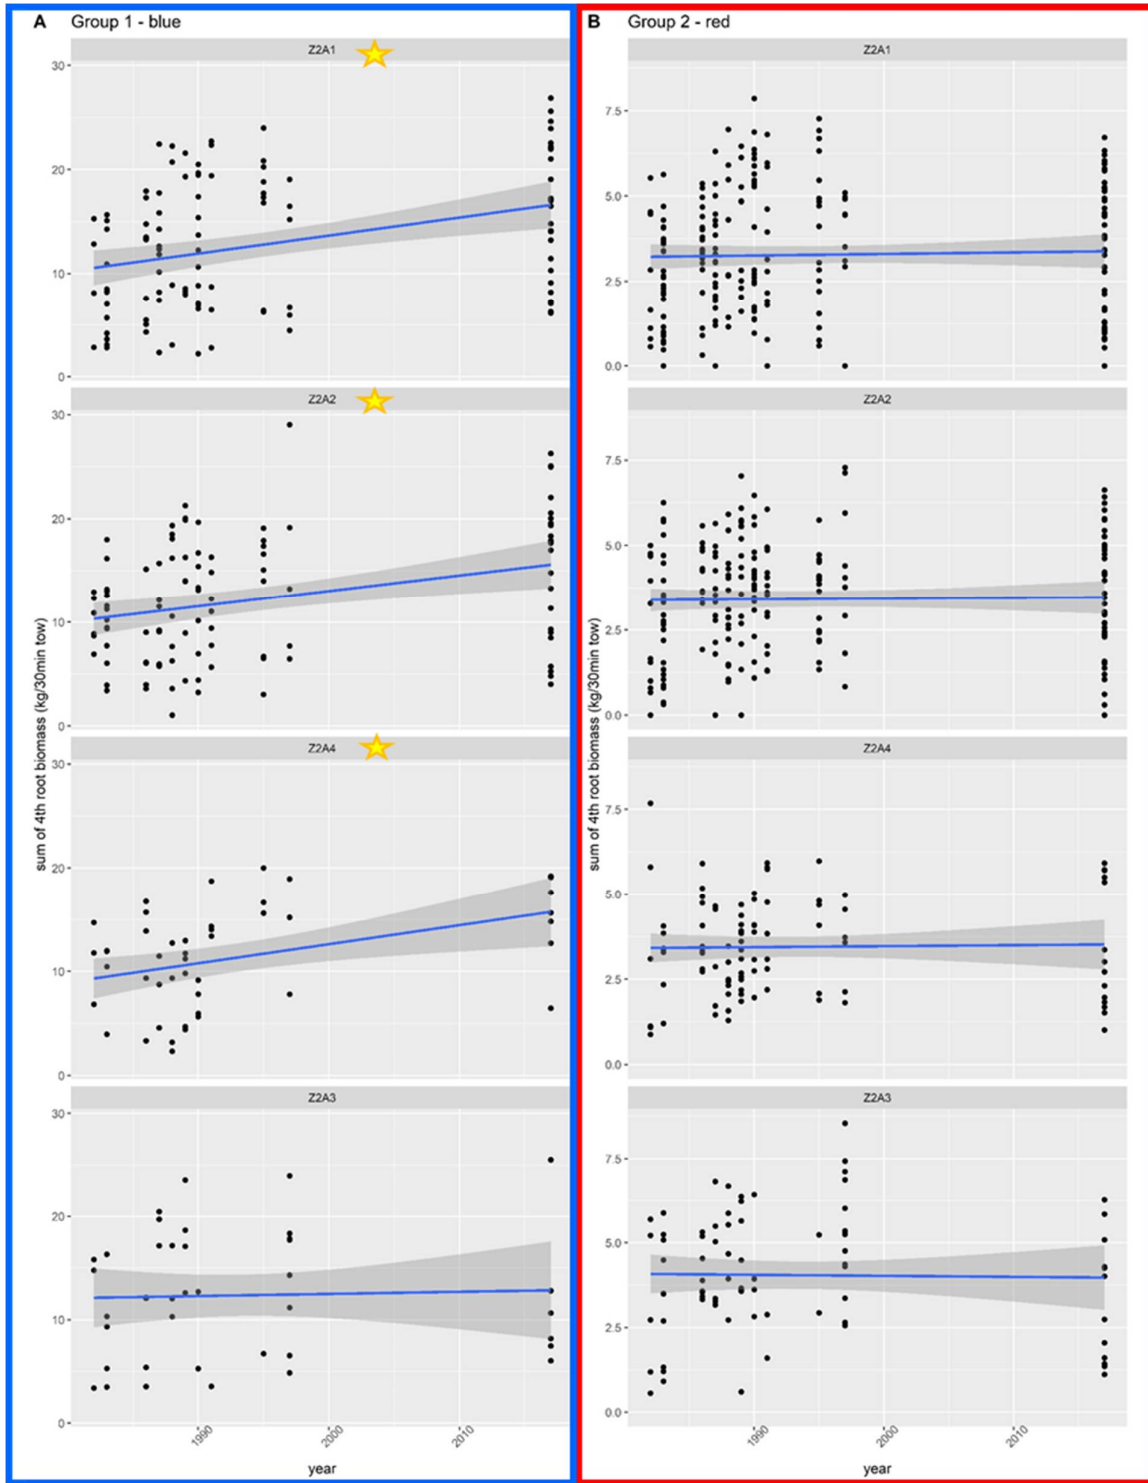 A Group 1 - blue
Z2A1
30
20
10
0
Z2A2
30
20
10
0
Z2A4
30
20
10
0
Z2A3
30
20
10
0
sum of 4th root biomass (kg/30min tow)
1990 2000 2010
year
B Group 2 - red
Z2A1
7.5
5.0
2.5
0.0
Z2A2
7.5
5.0
2.5
0.0
Z2A4
7.5
5.0
2.5
0.0
Z2A3
7.5
5.0
2.5
0.0
sum of 4th root biomass (kg/30min tow)
1990 2000 2010
year